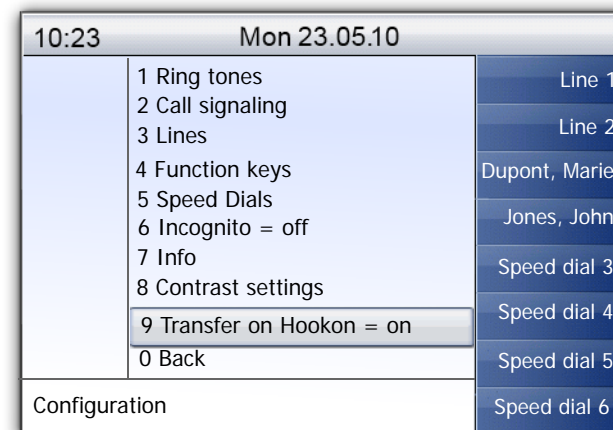 10:23
Mon 23.05.10
1 Ring tones
2 Call signaling
3 Lines
4 Function keys
5 Speed Dials
6 Incognito = off
7 Info
8 Contrast settings
9 Transfer on Hookon = on
0 Back
Configuration
Line 1
Line 2
Dupont, Marie
Jones, John
Speed dial 3
Speed dial 4
Speed dial 5
Speed dial 6